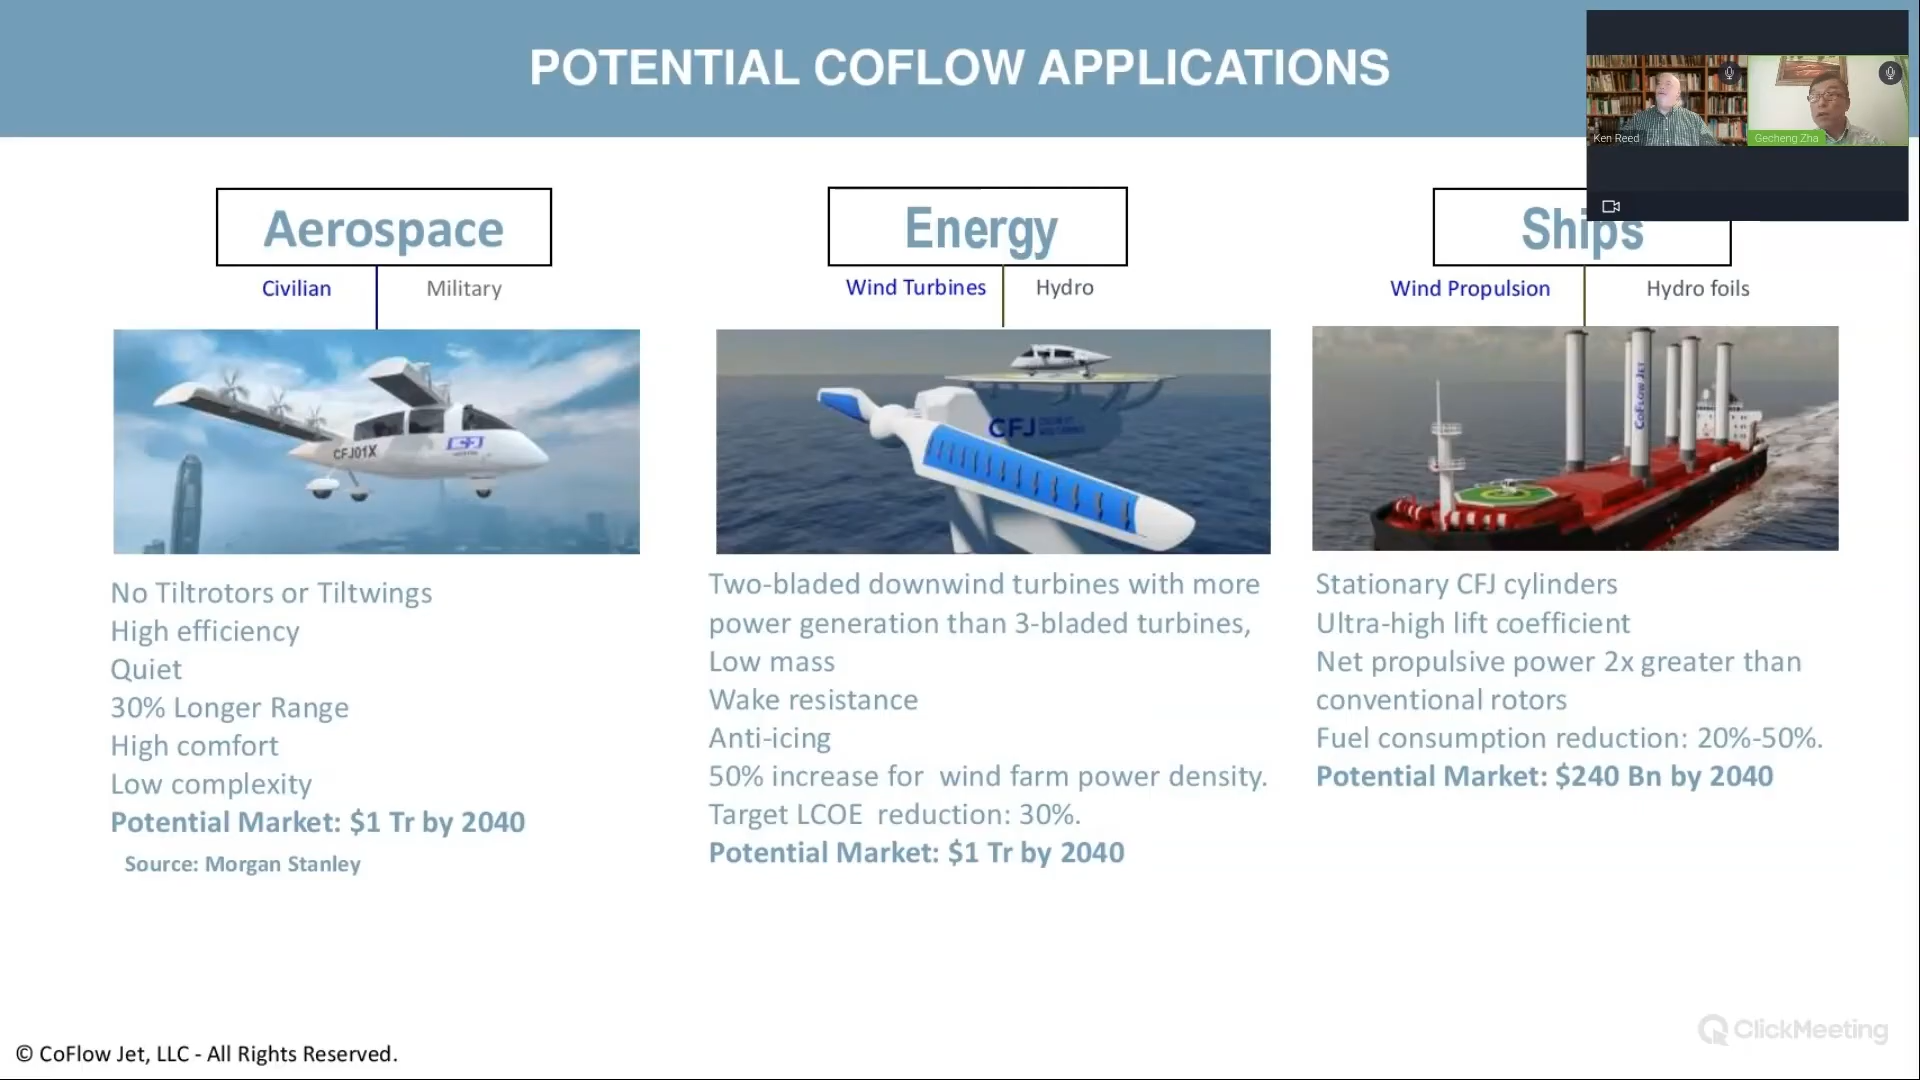 POTENTIAL COFLOW APPLICATIONS
Ken Reed
Gecheng Zha
Aerospace
Civilian
Military
CFJ01X
CFJ
No Tiltrotors or Tiltwings
High efficiency
Quiet
30% Longer Range
High comfort
Low complexity
Potential Market: $1 Tr by 2040
Source: Morgan Stanley
Energy
Wind Turbines
Hydro
CFJ
Two-bladed downwind turbines with more
power generation than 3-bladed turbines,
Low mass
Wake resistance
Anti-icing
50% increase for wind farm power density.
Target LCOE reduction: 30%.
Potential Market: $1 Tr by 2040
Ships
Wind Propulsion
Hydro foils
CoFlow Jet
Stationary CFJ cylinders
Ultra-high lift coefficient
Net propulsive power 2x greater than
conventional rotors
Fuel consumption reduction: 20%-50%.
Potential Market: $240 Bn by 2040
© CoFlow Jet, LLC - All Rights Reserved.
ClickMeeting